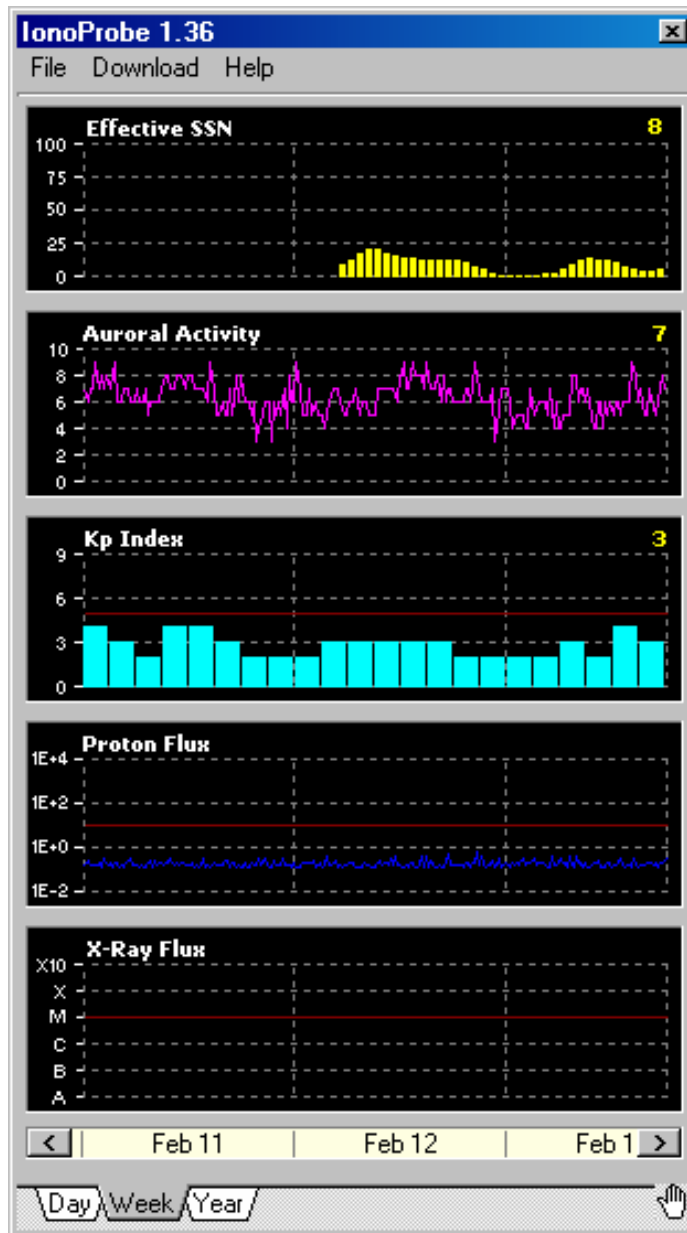 IonoProbe 1.36
File Download Help
Effective SSN 8
100
75
50
25
0
Auroral Activity 7
10
8
6
4
2
0
Kp Index 3
9
6
3
0
Proton Flux
1E+4
1E+2
1E+0
1E-2
X-Ray Flux
X10
X
M
C
B
A
< Feb 11 Feb 12 Feb 1 >
Day Week Year